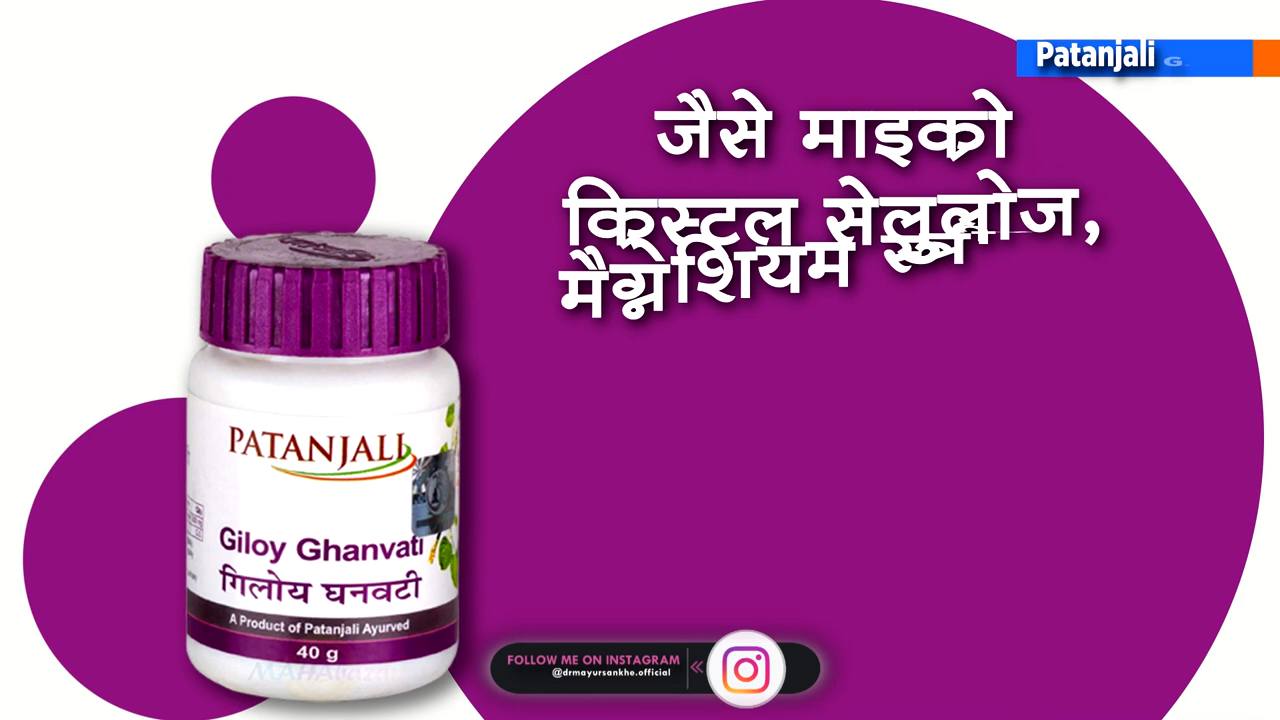 Patanjali G
जैसे माइक्रो
क्रिस्टल सेलूलोज,
मैग्नेशियम
PATANJALI
Giloy Ghanvati
गिलोय घनवटी
A Product of Patanjali Ayurved
40 g
FOLLOW ME ON INSTAGRAM
@drmayursankhe.official